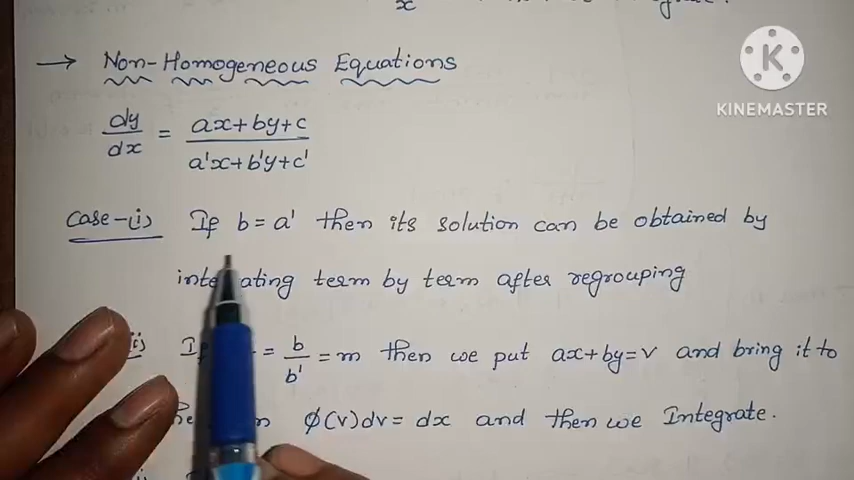 x
→ Non-Homogeneous Equations
dy/dx = ax+by+c / a'x+b'y+c'
Case-(i) If b = a' then its solution can be obtained by
integrating term by term after regrouping
= b/b' = m then we put ax+by=v and bring it to
φ(v)dv = dx and then we Integrate.
K
KINEMASTER